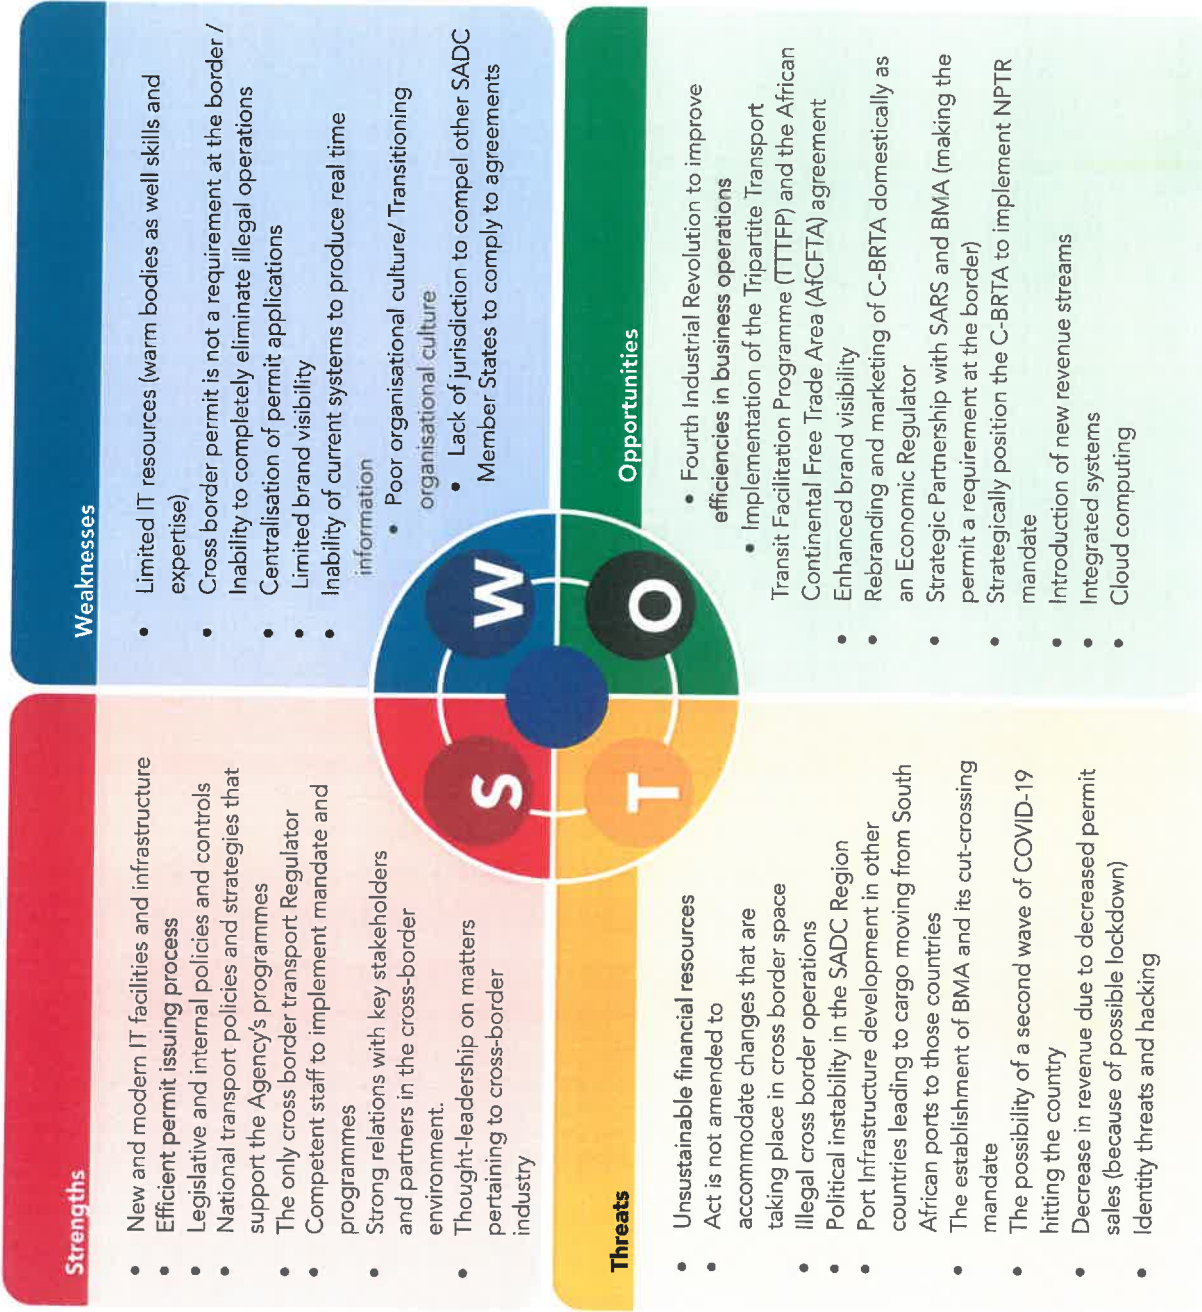 Strengths
New and modern IT facilities and infrastructure
Efficient permit issuing process
Legislative and internal policies and controls
National transport policies and strategies that
support the Agency's programmes
The only cross border transport Regulator
Competent staff to implement mandate and
programmes
Strong relations with key stakeholders
and partners in the cross-border
environment.
Thought-leadership on matters
pertaining to cross-border
industry
Weaknesses
Limited IT resources (warm bodies as well skills and
expertise)
Cross border permit is not a requirement at the border /
Inability to completely eliminate illegal operations
Centralisation of permit applications
Limited brand visibility
Inability of current systems to produce real time
information
Poor organisational culture/ Transitioning
organisational culture
Lack of jurisdiction to compel other SADC
Member States to comply to agreements
S
W
T
O
Threats
Unsustainable financial resources
Act is not amended to
accommodate changes that are
taking place in cross border space
Illegal cross border operations
Political instability in the SADC Region
Port Infrastructure development in other
countries leading to cargo moving from South
African ports to those countries
The establishment of BMA and its cut-crossing
mandate
The possibility of a second wave of COVID-19
hitting the country
Decrease in revenue due to decreased permit
sales (because of possible lockdown)
Identity threats and hacking
Opportunities
Fourth Industrial Revolution to improve
efficiencies in business operations
Implementation of the Tripartite Transport
Transit Facilitation Programme (TTTFP) and the African
Continental Free Trade Area (AfCFTA) agreement
Enhanced brand visibility
Rebranding and marketing of C-BRTA domestically as
an Economic Regulator
Strategic Partnership with SARS and BMA (making the
permit a requirement at the border)
Strategically position the C-BRTA to implement NPTR
mandate
Introduction of new revenue streams
Integrated systems
Cloud computing